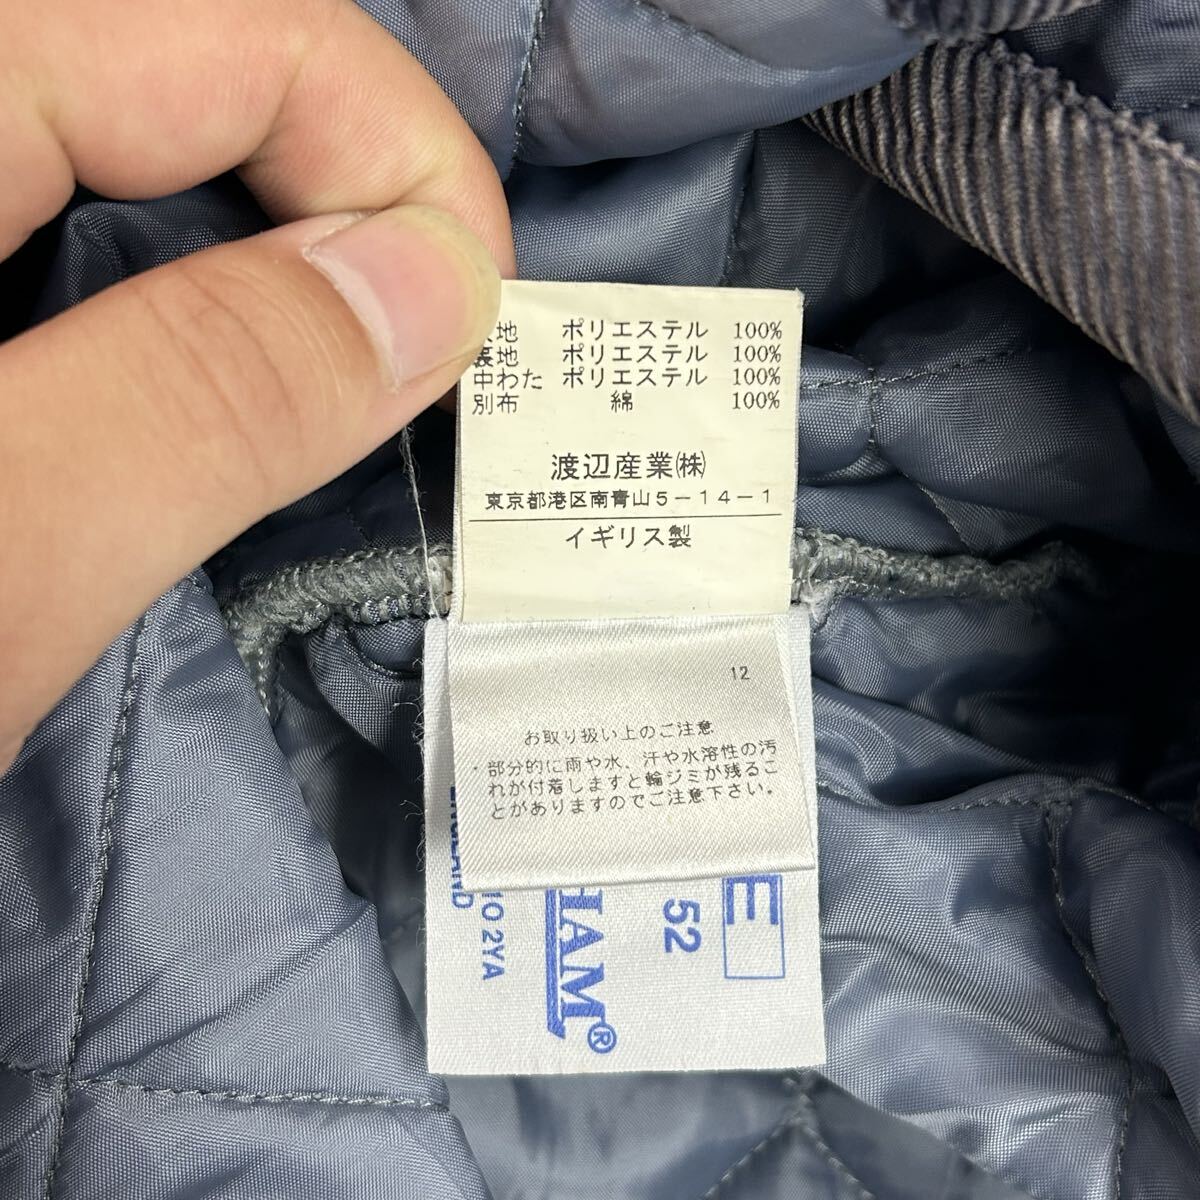 地 ポリエステル 100%
裏地 ポリエステル 100%
中わた ポリエステル 100%
別布 綿 100%
渡辺産業㈱
東京都港区南青山5-14-1
イギリス製
12
お取り扱い上のご注意
・部分的に雨や水、汗や水溶性の汚
れが付着しますと輪ジミが残るこ
とがありますのでご注意下さい。
E
52
HAM®
10 2YA
ENGLAND